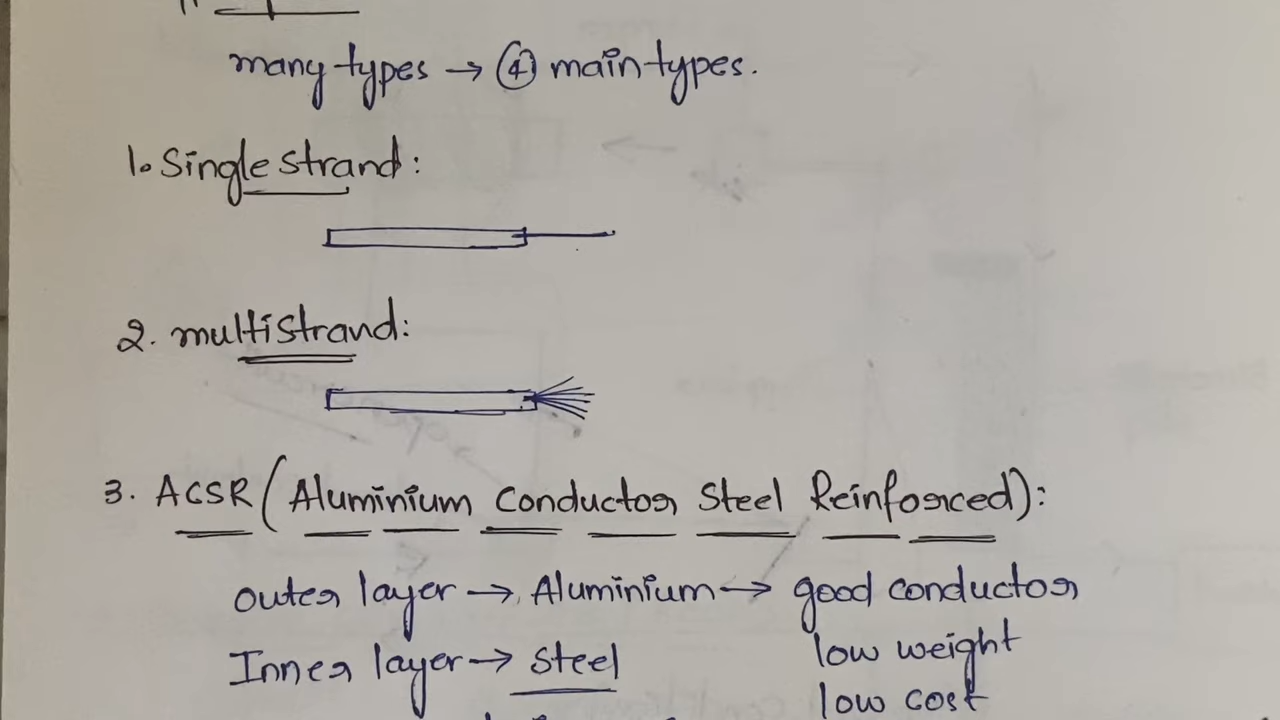 many types → ④ main types.
1. Single strand:
2. multistrand:
3. ACSR (Aluminium Conductor Steel Reinforced):
outer layer → Aluminium → good conductor
Inner layer → Steel low weight
low cost